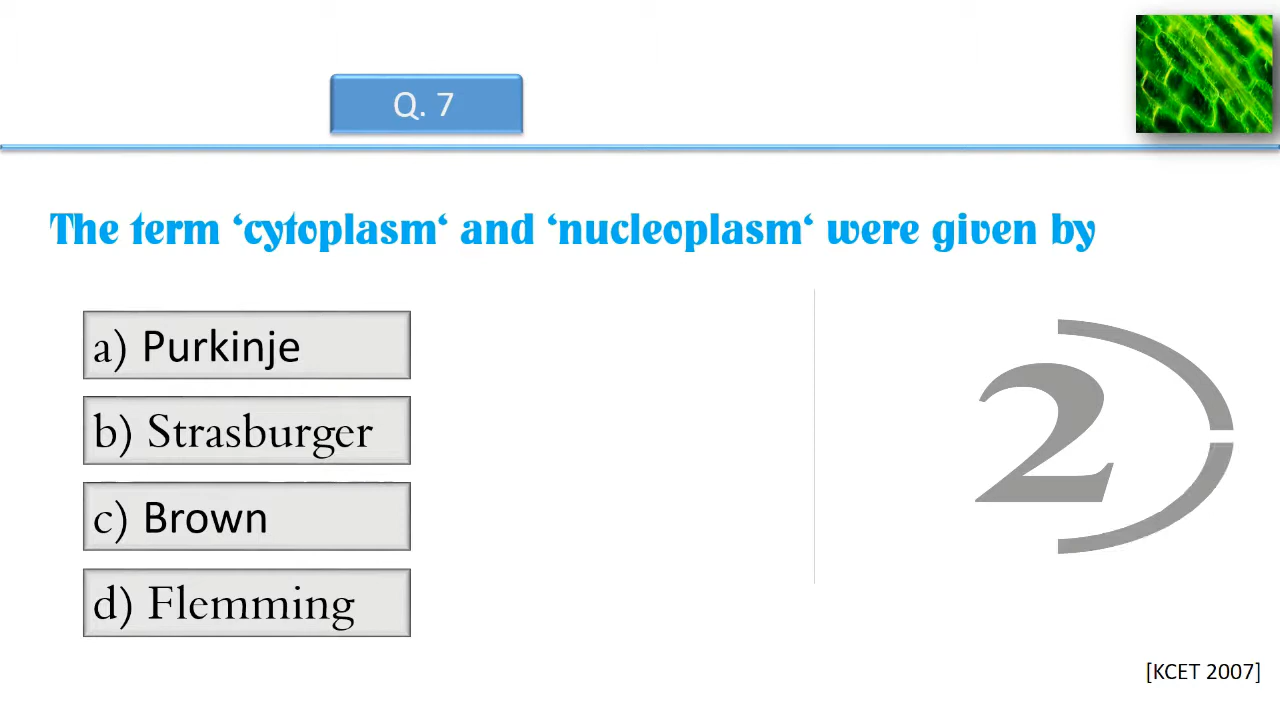 Q. 7
The term ‘cytoplasm‘ and ‘nucleoplasm‘ were given by
a) Purkinje
b) Strasburger
c) Brown
d) Flemming
2
[KCET 2007]